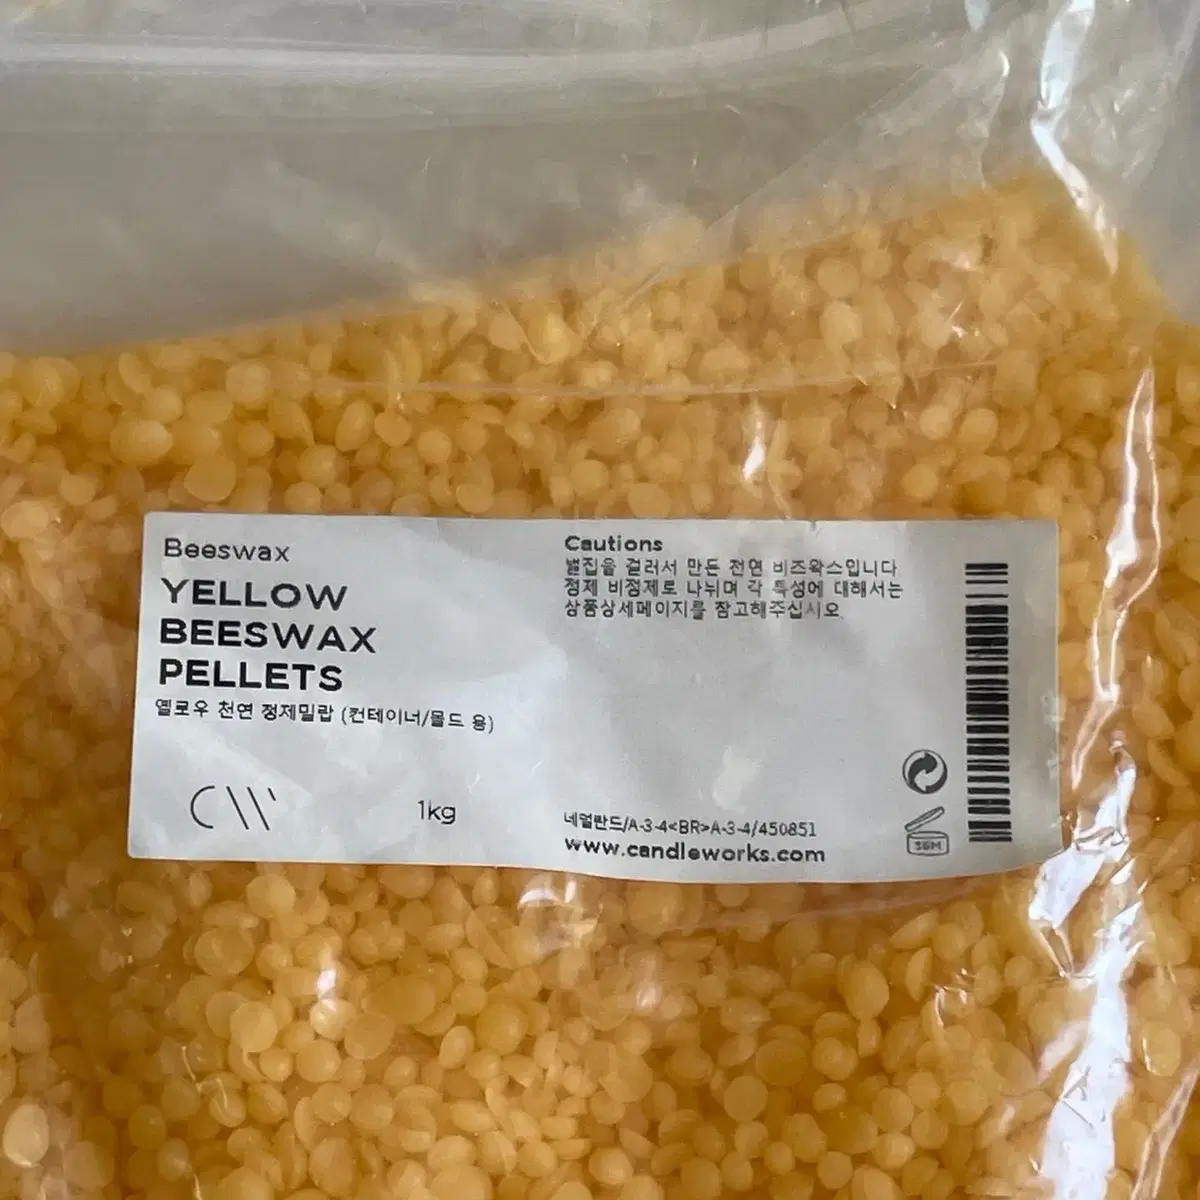 Beeswax
YELLOW
BEESWAX
PELLETS
옐로우 천연 정제밀랍 (컨테이너/몰드 용)
CW
1kg
Cautions
벌집을 걸러서 만든 천연 비즈왁스입니다.
정제 비정제로 나뉘며 각 특성에 대해서는
상품상세페이지를 참고해주십시오.
네덜란드/A-3-4<BR>A-3-4/450851
www.candleworks.com
36M